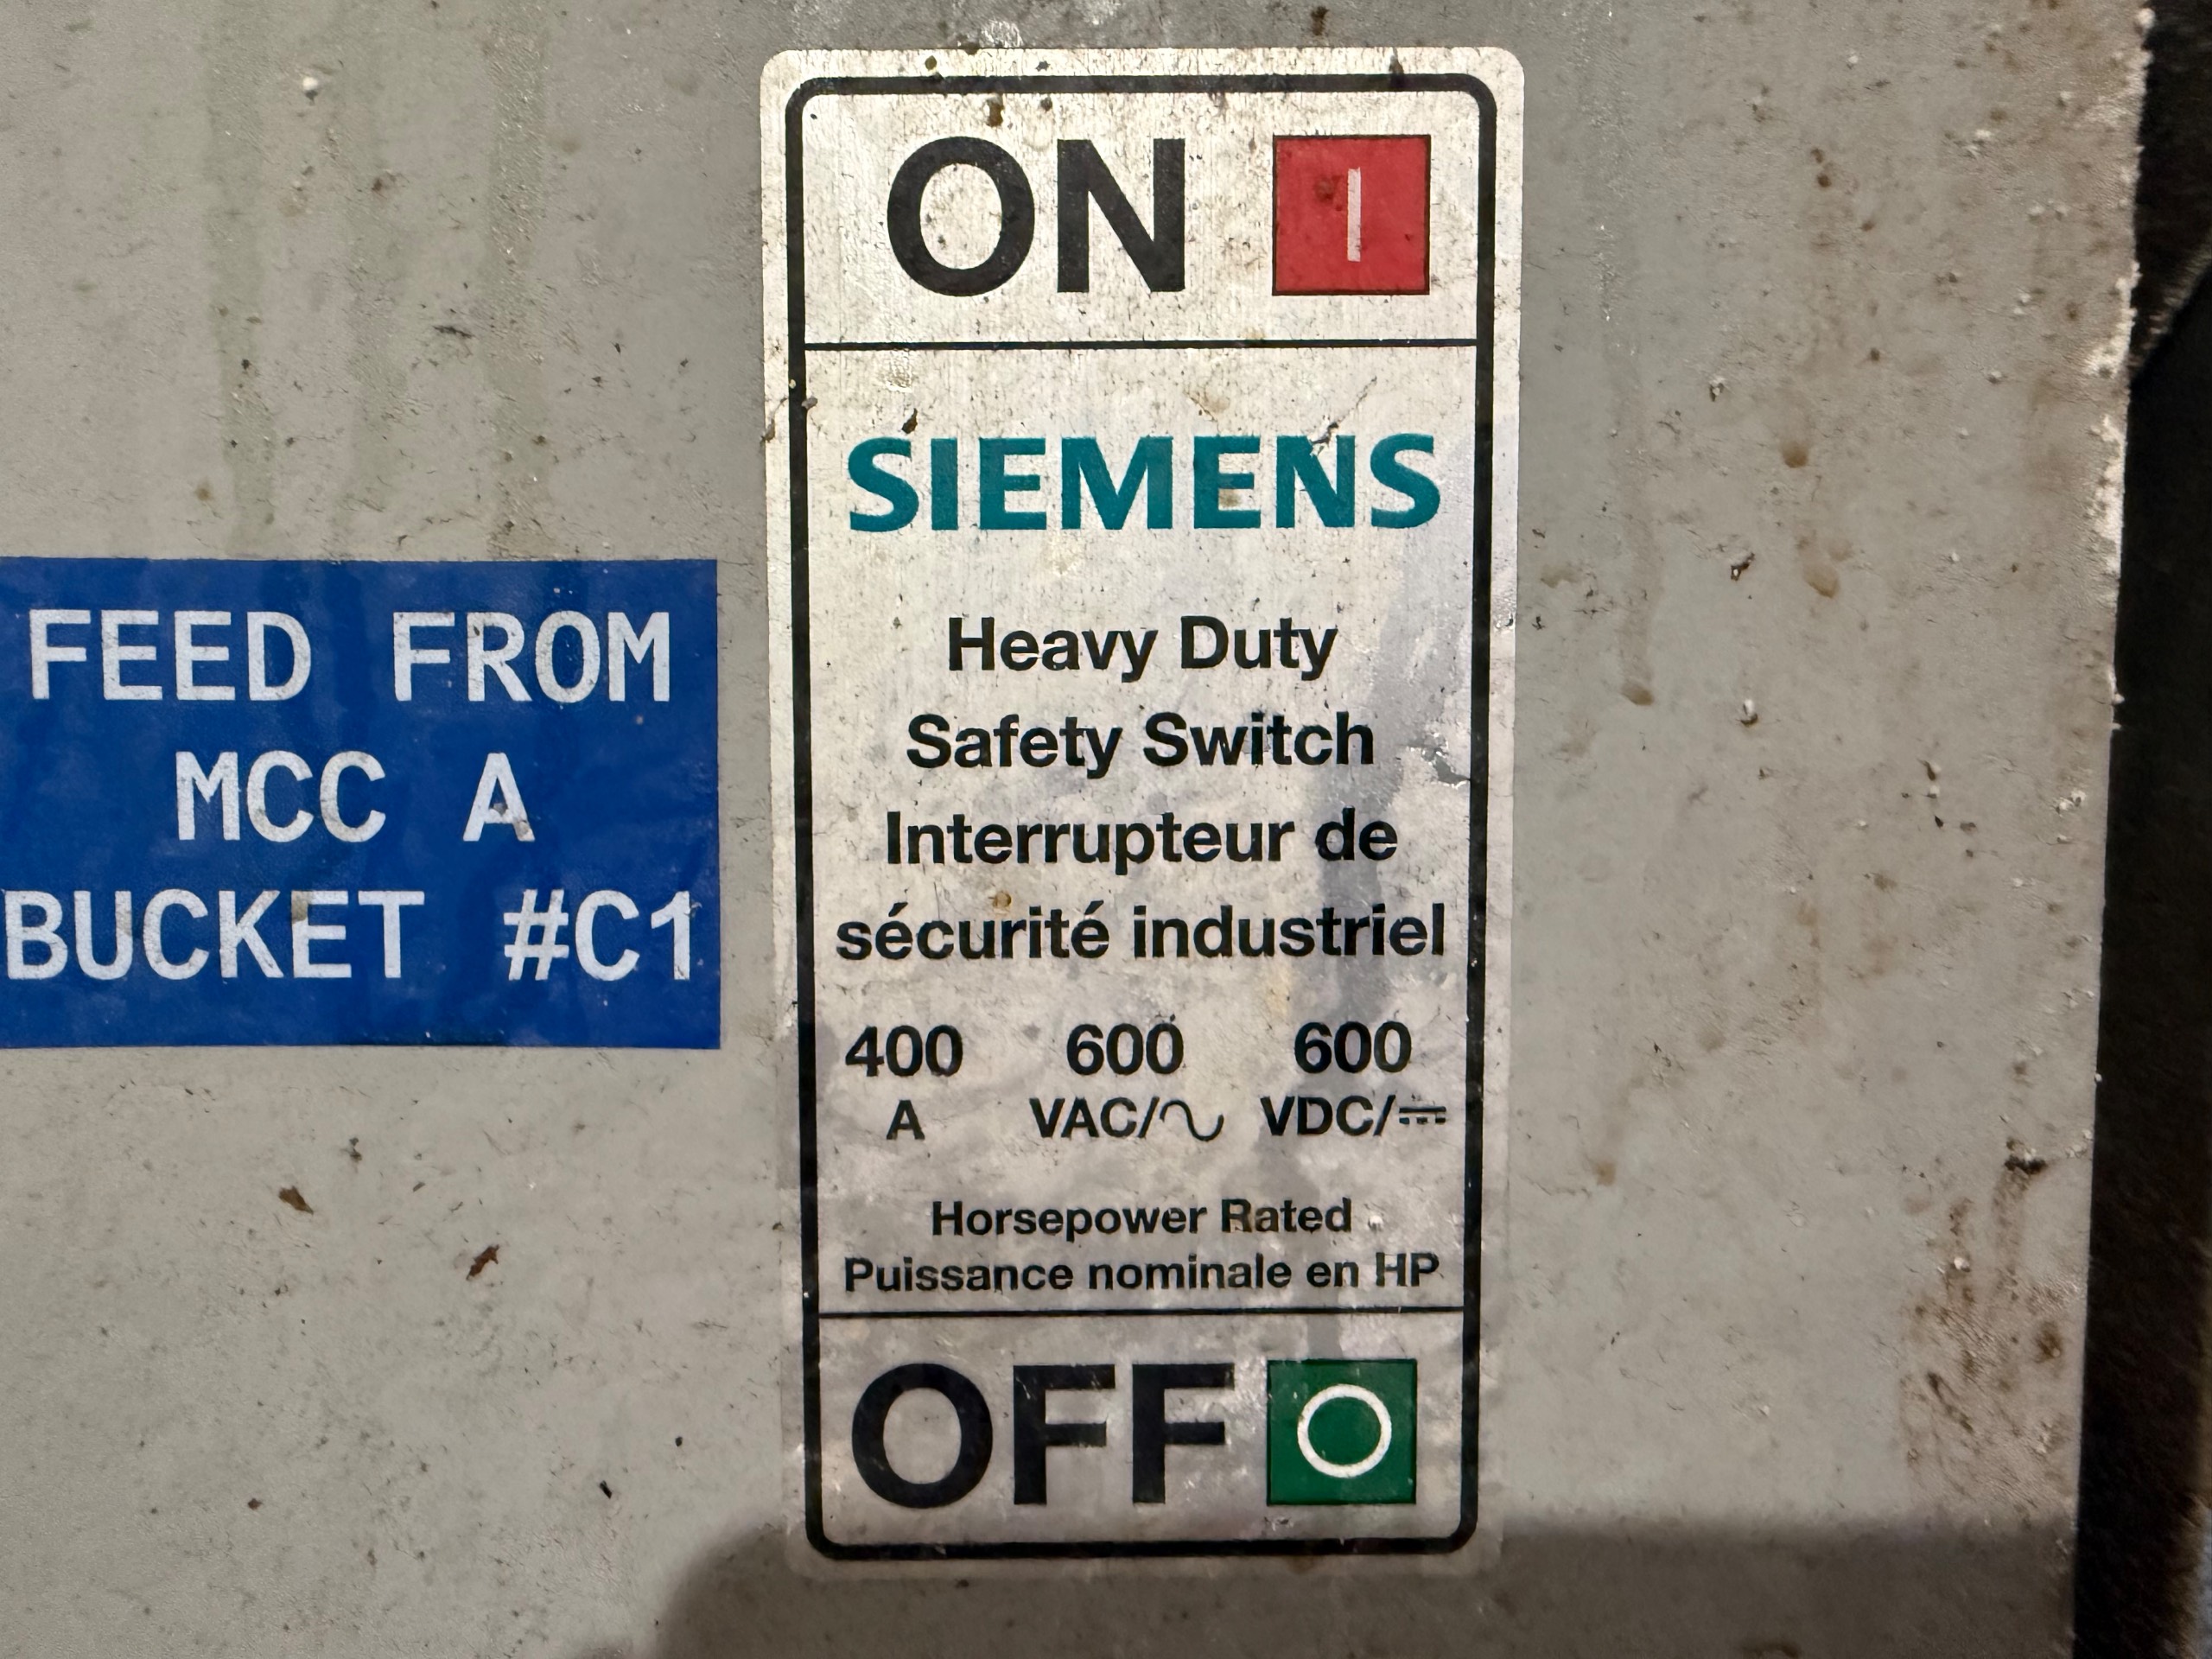 FEED FROM
MCC A
BUCKET #C1
ON I
SIEMENS
Heavy Duty
Safety Switch
Interrupteur de
sécurité industriel
400 600 600
A VAC/∿ VDC/⎓
Horsepower Rated
Puissance nominale en HP
OFF O